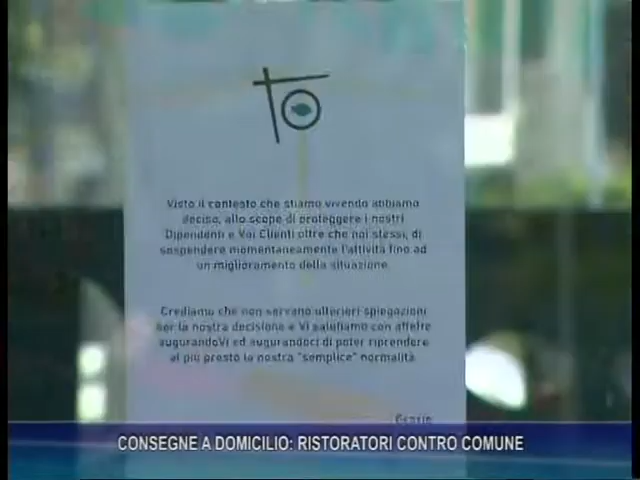 TO
Visto il contesto che stiamo vivendo abbiamo
deciso, allo scopo di proteggere i nostri
Dipendenti e Voi Clienti oltre che noi stessi, di
sospendere momentaneamente l'attività fino ad
un miglioramento della situazione.
Crediamo che non servano ulteriori spiegazioni
per la nostra decisione e Vi salutiamo con affetto
augurandoVi ed augurandoci di poter riprendere
al più presto la nostra "semplice" normalità
Grazie
CONSEGNE A DOMICILIO: RISTORATORI CONTRO COMUNE